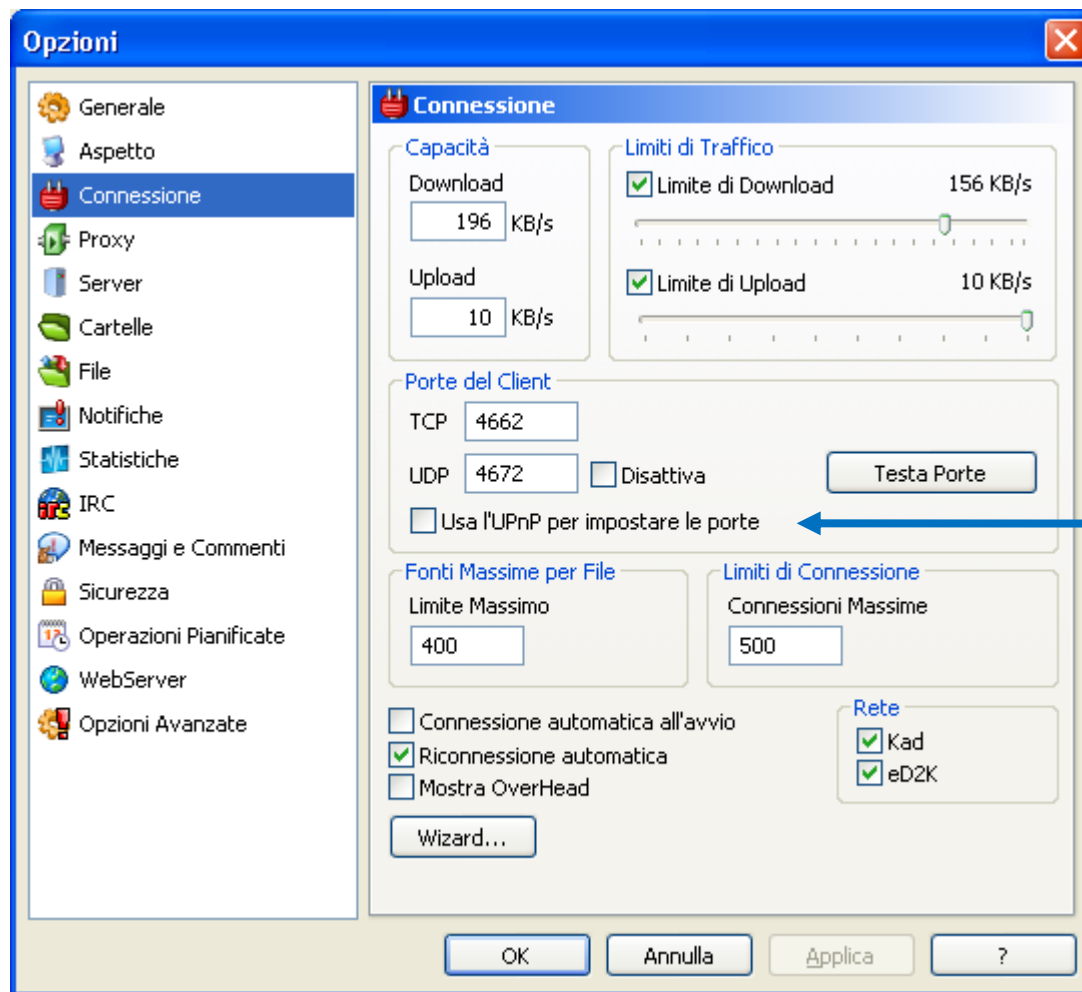 Opzioni
Generale
Aspetto
Connessione
Proxy
Server
Cartelle
File
Notifiche
Statistiche
IRC
Messaggi e Commenti
Sicurezza
Operazioni Pianificate
WebServer
Opzioni Avanzate
Connessione
Capacità
Download
196 KB/s
Upload
10 KB/s
Limiti di Traffico
Limite di Download 156 KB/s
Limite di Upload 10 KB/s
Porte del Client
TCP 4662
UDP 4672 Disattiva Testa Porte
Usa l'UPnP per impostare le porte
Fonti Massime per File
Limite Massimo
400
Limiti di Connessione
Connessioni Massime
500
Connessione automatica all'avvio
Riconnessione automatica
Mostra OverHead
Rete
Kad
eD2K
Wizard...
OK Annulla Applica ?